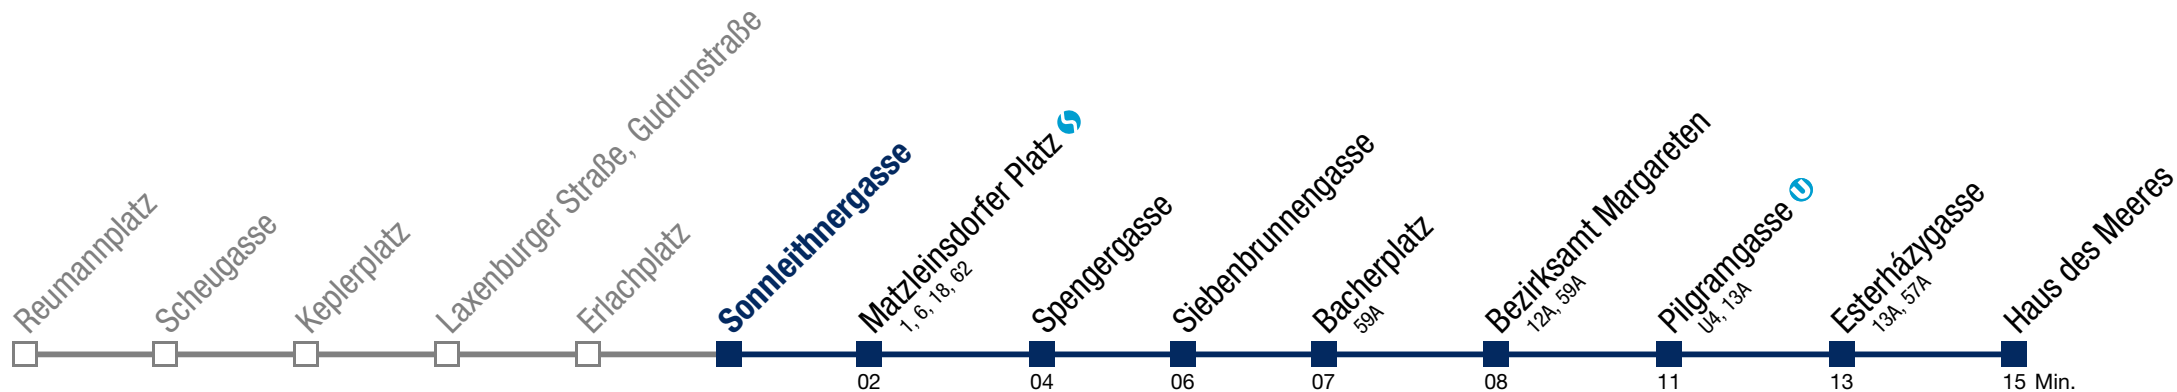 Reumannplatz
Scheugasse
Keplerplatz
Laxenburger Straße, Gudrunstraße
Erlachplatz
Sonnleithnergasse
Matzleinsdorfer Platz
1, 6, 18, 62
Spengergasse
Siebenbrunnengasse
Bacherplatz
59A
Bezirksamt Margareten
12A, 59A
Pilgramgasse U
U4, 13A
Esterházygasse
13A, 57A
Haus des Meeres
02 04 06 07 08 11 13 15 Min.